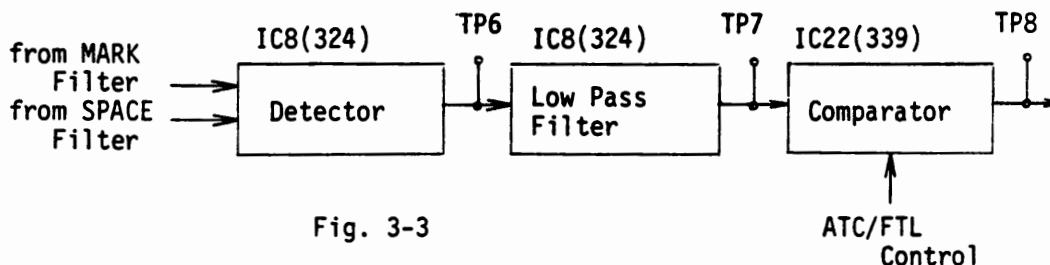 IC8(324)
TP6
IC8(324)
TP7
IC22(339)
TP8
from MARK
Filter
from SPACE
Filter
Detector
Low Pass
Filter
Comparator
Fig. 3-3
ATC/FTL
Control